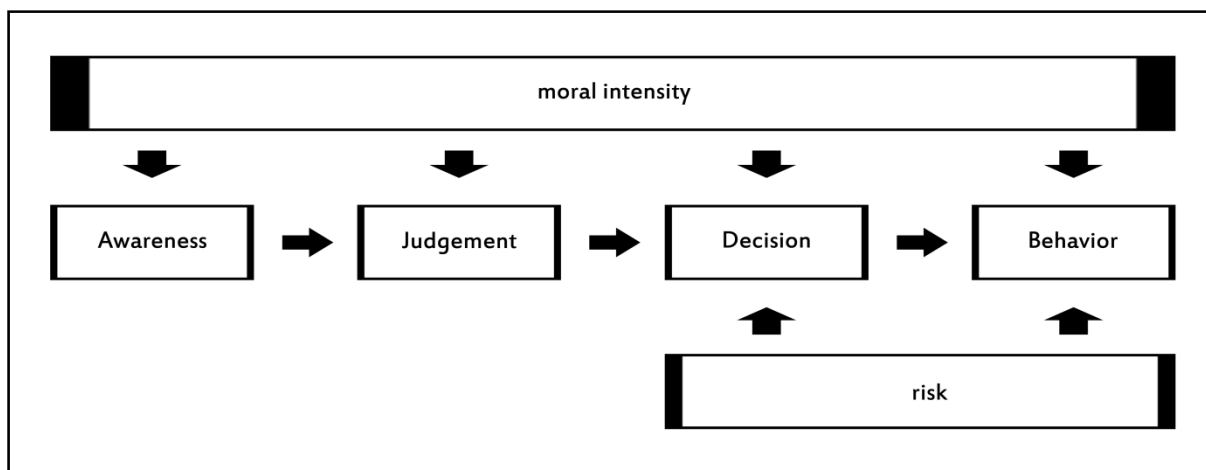 moral intensity
Awareness
Judgement
Decision
Behavior
risk